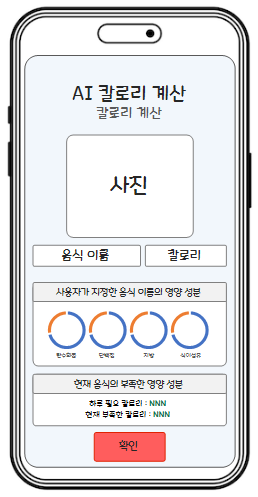 AI 칼로리 계산
칼로리 계산
사진
음식 이름 칼로리
사용자가 지정한 음식 이름의 영양 성분
탄수화물 단백질 지방 식이섬유
현재 음식의 부족한 영양 성분
하루 필요 칼로리 : NNN
현재 부족한 칼로리 : NNN
확인